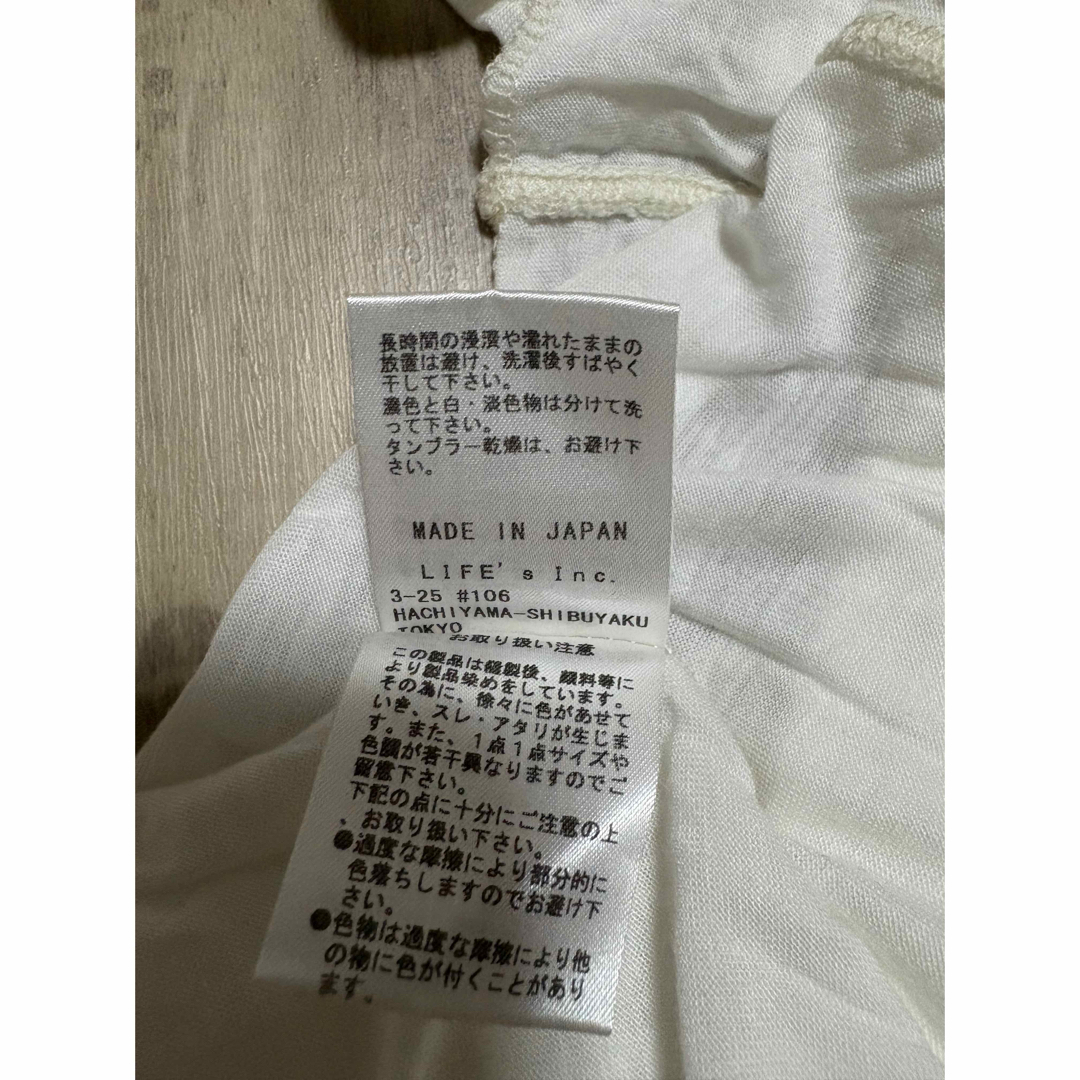 長時間の浸漬や濡れたままの
放置は避け、洗濯後すばやく
干して下さい。
濃色と白・淡色物は分けて洗
って下さい。
タンブラー乾燥は、お避け下
さい。
MADE IN JAPAN
LIFE's Inc.
3-25 #106
HACHIYAMA-SHIBUYAKU
TOKYO
お取り扱い注意
この製品は縫製後、顔料等に
より製品染めをしています。
その為に、徐々に色があせて
いき、スレ・アタリが生じま
す。また、1点1点サイズや
色調が若干異なりますのでご
留意下さい。
下記の点に十分にご注意の上
、お取り扱い下さい。
●過度な摩擦により部分的に
色落ちしますのでお避け下
さい。
●色物は過度な摩擦により他
の物に色が付くことがあり
ます。